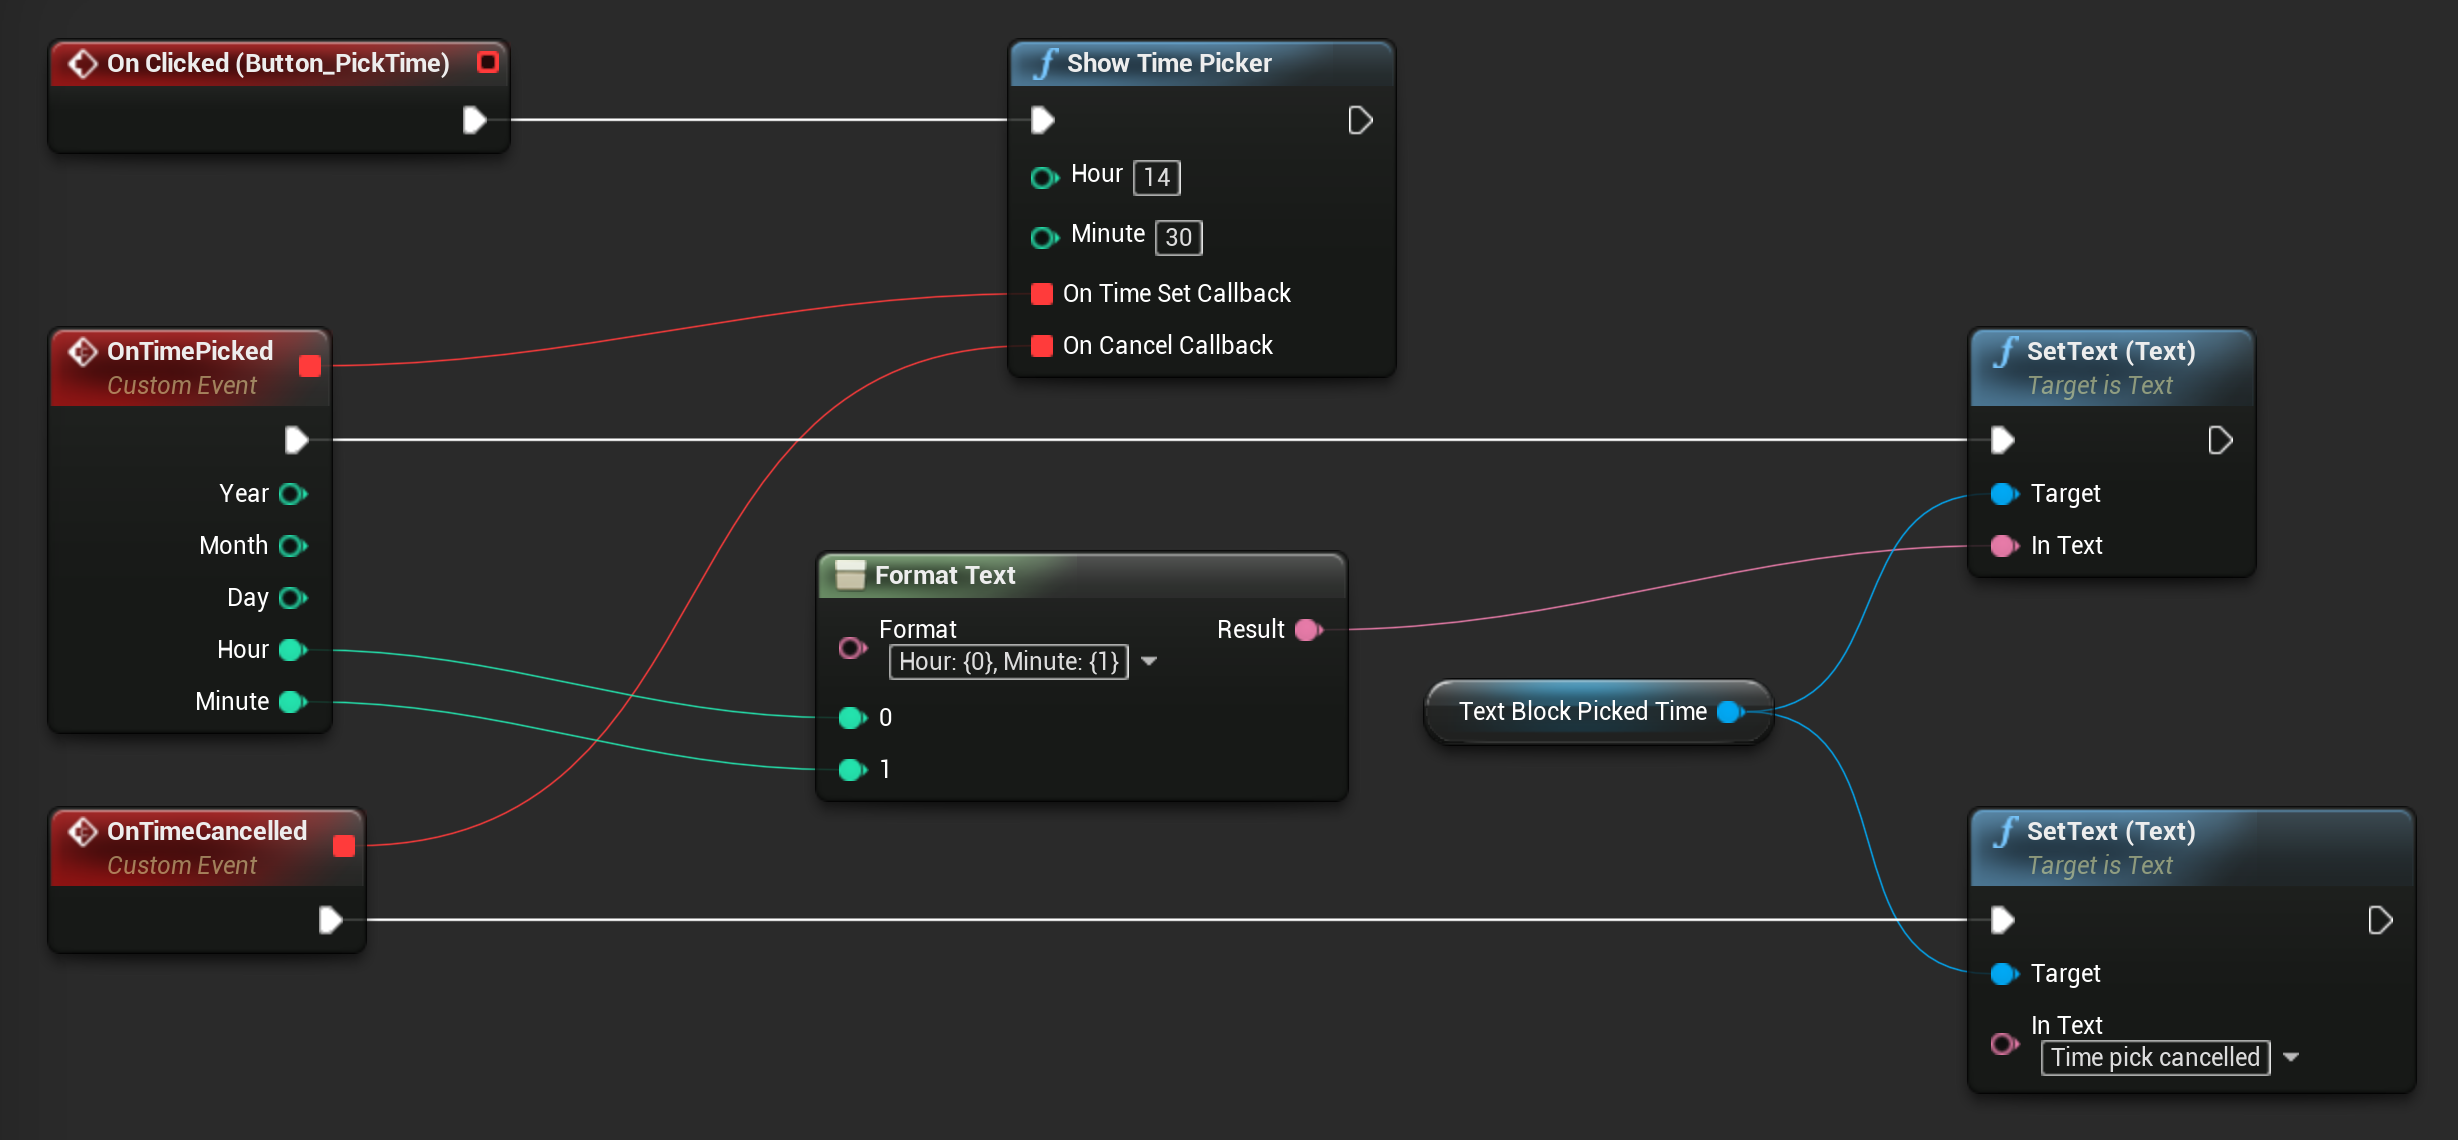 On Clicked (Button_PickTime)
Show Time Picker
Hour 14
Minute 30
On Time Set Callback
On Cancel Callback
OnTimePicked
Custom Event
Year
Month
Day
Hour
Minute
Format Text
Format
Hour: {0}, Minute: {1}
Result
0
1
Text Block Picked Time
SetText (Text)
Target is Text
Target
In Text
OnTimeCancelled
Custom Event
SetText (Text)
Target is Text
Target
In Text
Time pick cancelled